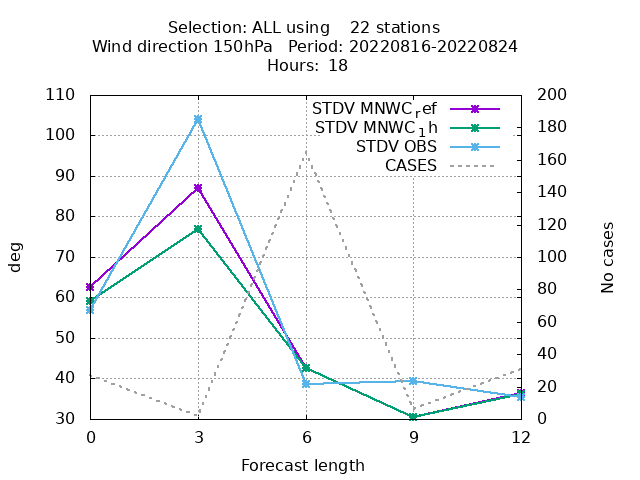 Selection: ALL using    22 stations
Wind direction 150hPa   Period: 20220816-20220824
Hours:  18
STDV MNWC_ref
STDV MNWC_1h
STDV OBS
CASES
110
100
90
80
70
60
50
40
30
deg
200
180
160
140
120
100
80
60
40
20
0
No cases
0 3 6 9 12
Forecast length